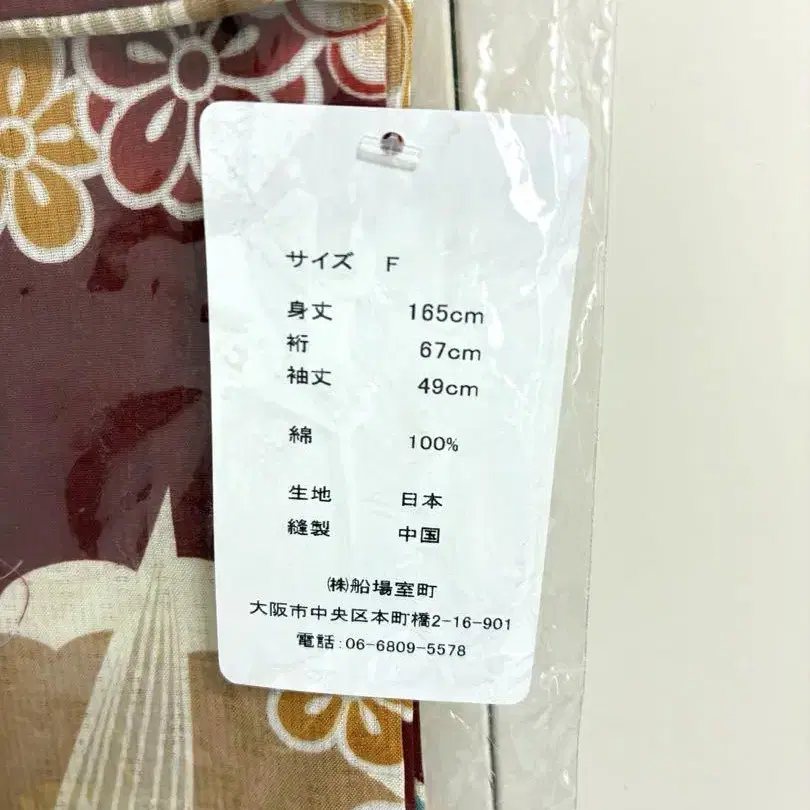 サイズ F
身丈 165cm
裄 67cm
袖丈 49cm
綿 100%
生地 日本
縫製 中国
㈱船場室町
大阪市中央区本町橋2-16-901
電話:06-6809-5578